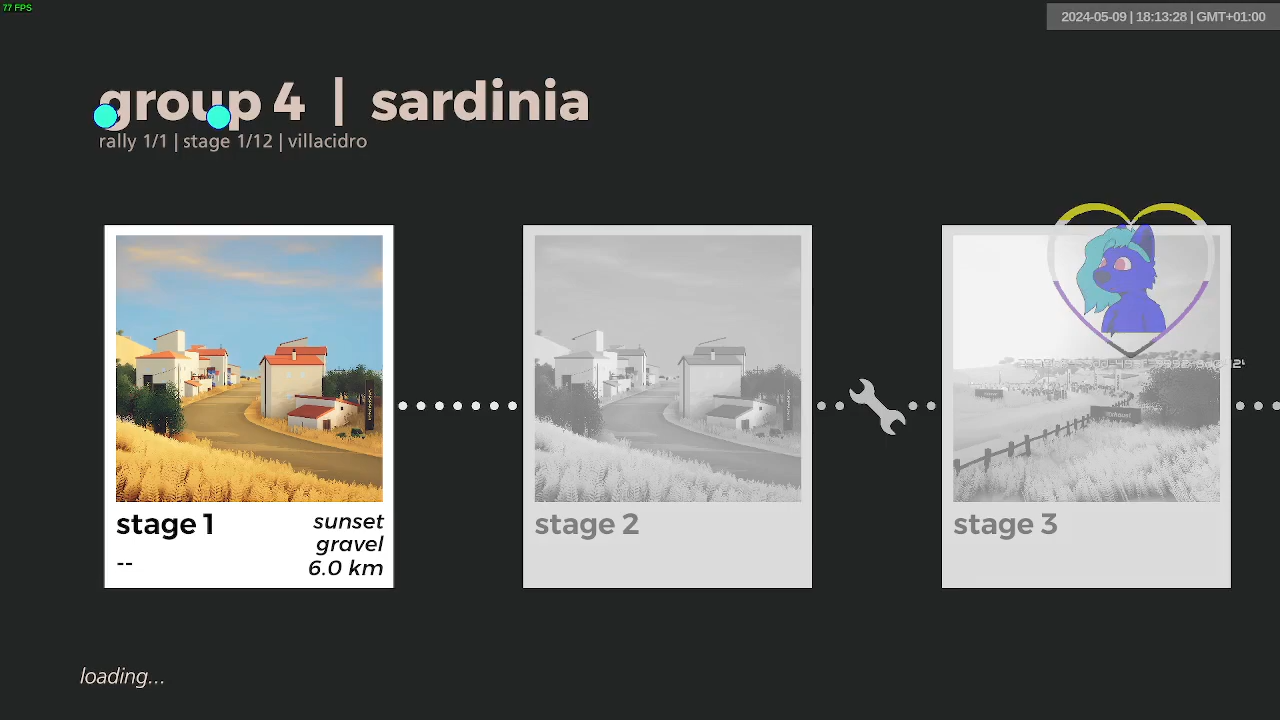 77 FPS
2024-05-09 | 18:13:28 | GMT+01:00
group 4 | sardinia
rally 1/1 | stage 1/12 | villacidro
stage 1
--
sunset
gravel
6.0 km
stage 2
stage 3
loading...